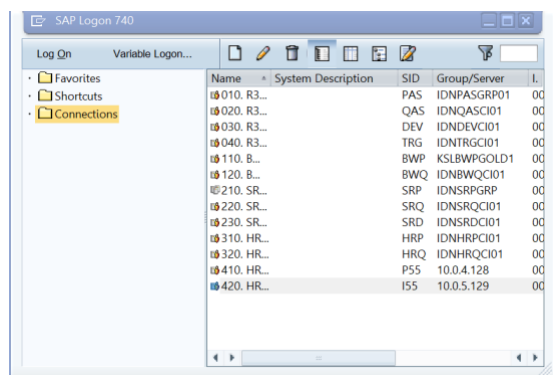 SAP Logon 740
Log On Variable Logon...
Favorites
Shortcuts
Connections
Name System Description SID Group/Server I.
010. R3... PAS IDNPASGRP01 00
020. R3... QAS IDNQASCI01 00
030. R3... DEV IDNDEVCI01 00
040. R3... TRG IDNTRGCI01 00
110. B... BWP KSLBWPGOLD1 00
120. B... BWQ IDNBWQCI01 00
210. SR... SRP IDNSRPGRP 00
220. SR... SRQ IDNSRQCI01 00
230. SR... SRD IDNSRDCI01 00
310. HR... HRP IDNHRPCI01 00
320. HR... HRQ IDNHRQCI01 00
410. HR... P55 10.0.4.128 00
420. HR... I55 10.0.5.129 00